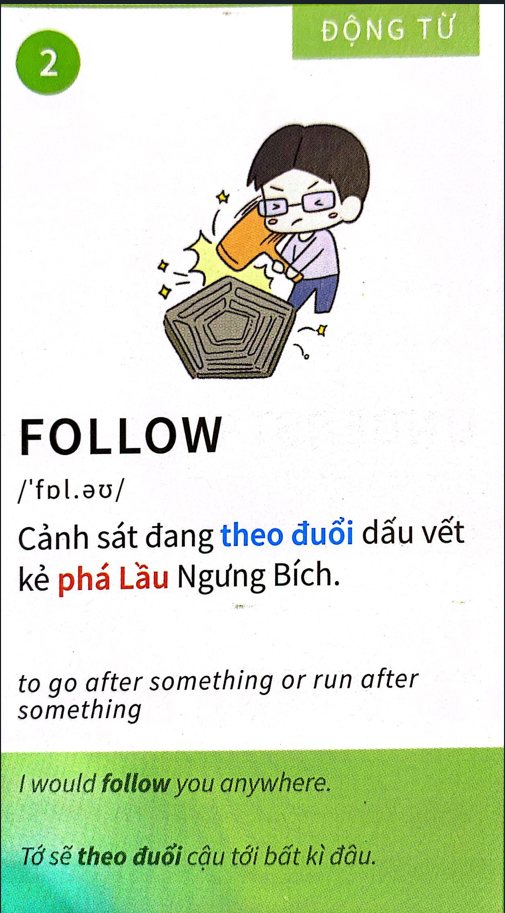 2
ĐỘNG TỪ
FOLLOW
/ˈfɒl.əʊ/
Cảnh sát đang theo đuổi dấu vết
kẻ phá Lầu Ngưng Bích.
to go after something or run after
something
I would follow you anywhere.
Tớ sẽ theo đuổi cậu tới bất kì đâu.